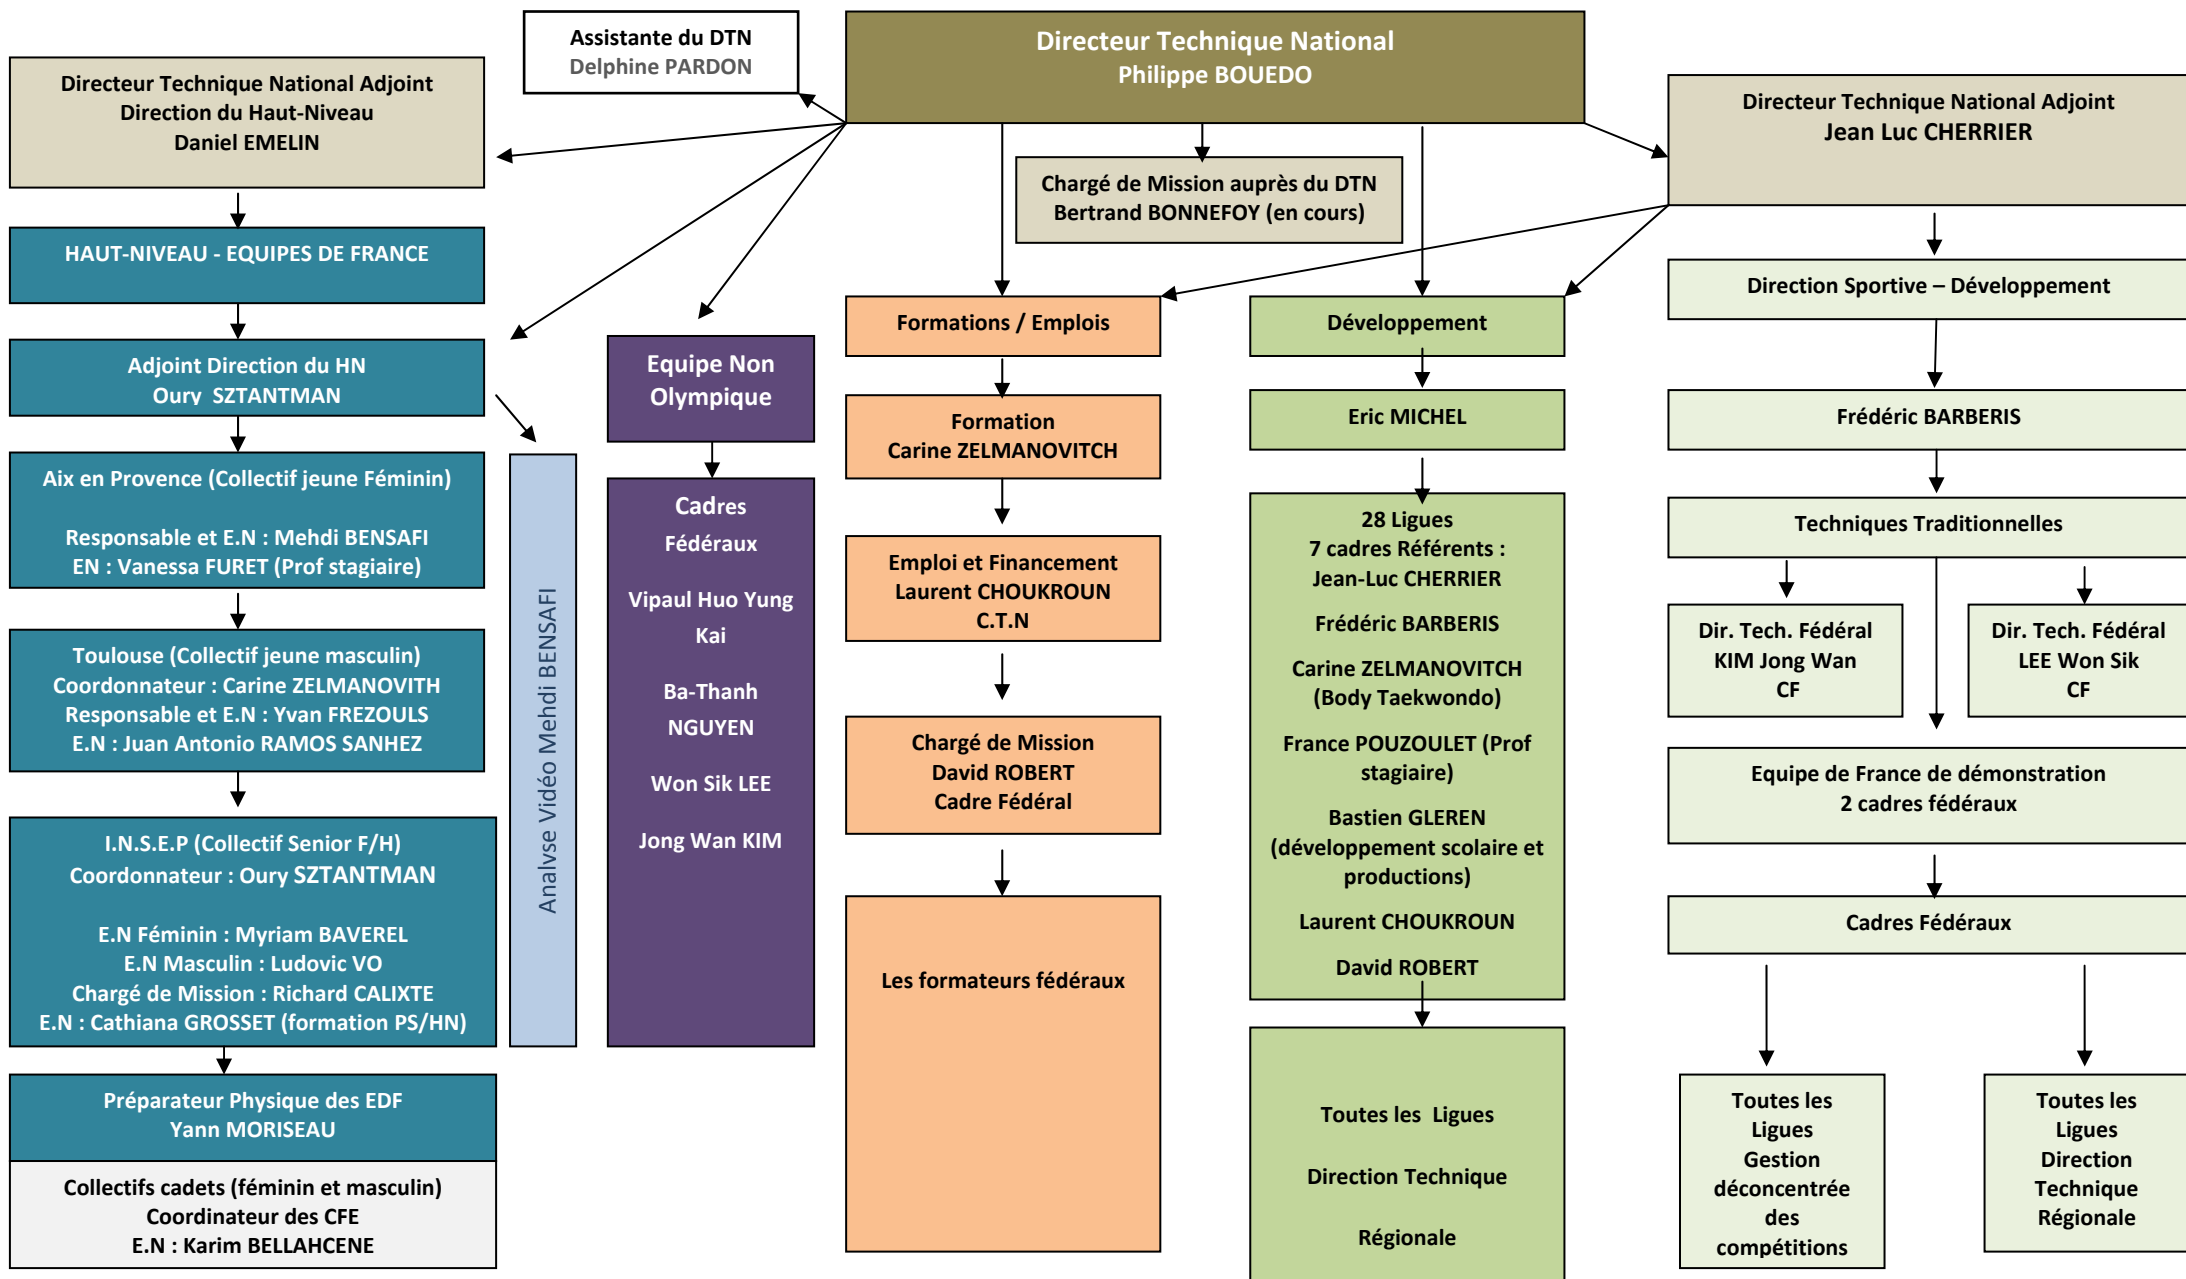 Assistante du DTN
Delphine PARDON
Directeur Technique National
Philippe BOUEDO
Directeur Technique National Adjoint
Direction du Haut-Niveau
Daniel EMELIN
Directeur Technique National Adjoint
Jean Luc CHERRIER
Chargé de Mission auprès du DTN
Bertrand BONNEFOY (en cours)
HAUT-NIVEAU - EQUIPES DE FRANCE
Adjoint Direction du HN
Oury  SZTANTMAN
Aix en Provence (Collectif jeune Féminin)
Responsable et E.N : Mehdi BENSAFI
EN : Vanessa FURET (Prof stagiaire)
Toulouse (Collectif jeune masculin)
Coordonnateur : Carine ZELMANOVITH
Responsable et E.N : Yvan FREZOULS
E.N : Juan Antonio RAMOS SANHEZ
I.N.S.E.P (Collectif Senior F/H)
Coordonnateur : Oury SZTANTMAN
E.N Féminin : Myriam BAVEREL
E.N Masculin : Ludovic VO
Chargé de Mission : Richard CALIXTE
E.N : Cathiana GROSSET (formation PS/HN)
Préparateur Physique des EDF
Yann MORISEAU
Collectifs cadets (féminin et masculin)
Coordinateur des CFE
E.N : Karim BELLAHCENE
Analyse Vidéo Mehdi BENSAFI
Equipe Non
Olympique
Cadres
Fédéraux
Vipaul Huo Yung
Kai
Ba-Thanh
NGUYEN
Won Sik LEE
Jong Wan KIM
Formations / Emplois
Formation
Carine ZELMANOVITCH
Emploi et Financement
Laurent CHOUKROUN
C.T.N
Chargé de Mission
David ROBERT
Cadre Fédéral
Les formateurs fédéraux
Développement
Eric MICHEL
28 Ligues
7 cadres Référents :
Jean-Luc CHERRIER
Frédéric BARBERIS
Carine ZELMANOVITCH
(Body Taekwondo)
France POUZOULET (Prof
stagiaire)
Bastien GLEREN
(développement scolaire et
productions)
Laurent CHOUKROUN
David ROBERT
Toutes les  Ligues
Direction Technique
Régionale
Direction Sportive – Développement
Frédéric BARBERIS
Techniques Traditionnelles
Dir. Tech. Fédéral
KIM Jong Wan
CF
Dir. Tech. Fédéral
LEE Won Sik
CF
Equipe de France de démonstration
2 cadres fédéraux
Cadres Fédéraux
Toutes les
Ligues
Gestion
déconcentrée
des
compétitions
Toutes les
Ligues
Direction
Technique
Régionale